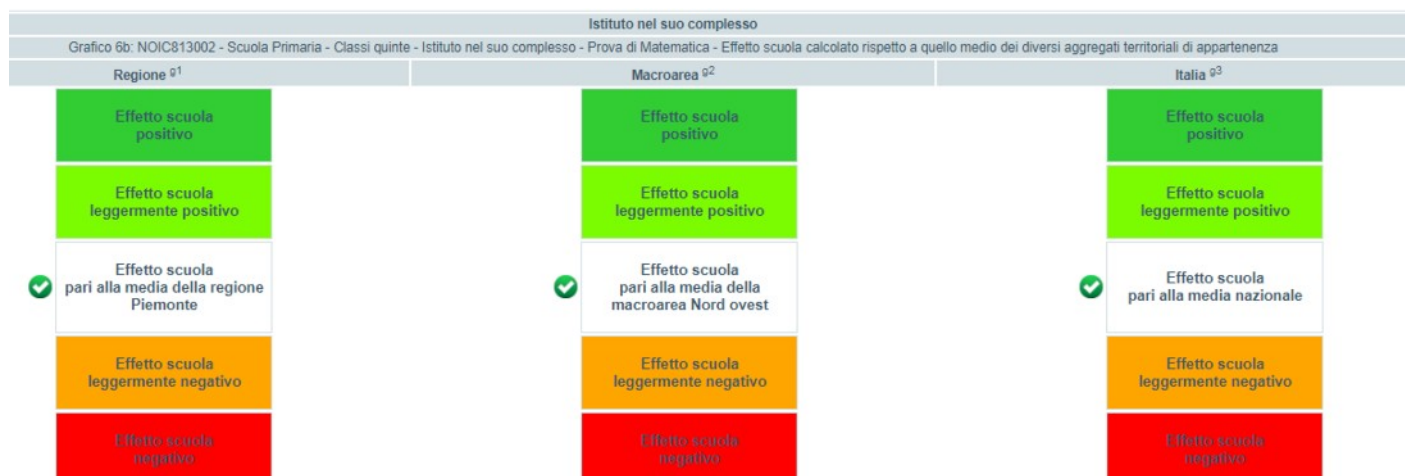 Istituto nel suo complesso
Grafico 6b: NOIC813002 - Scuola Primaria - Classi quinte - Istituto nel suo complesso - Prova di Matematica - Effetto scuola calcolato rispetto a quello medio dei diversi aggregati territoriali di appartenenza
Regione g1 Macroarea g2 Italia g3
Effetto scuola
positivo
Effetto scuola
positivo
Effetto scuola
positivo
Effetto scuola
leggermente positivo
Effetto scuola
leggermente positivo
Effetto scuola
leggermente positivo
Effetto scuola
pari alla media della regione
Piemonte
Effetto scuola
pari alla media della
macroarea Nord ovest
Effetto scuola
pari alla media nazionale
Effetto scuola
leggermente negativo
Effetto scuola
leggermente negativo
Effetto scuola
leggermente negativo
Effetto scuola
negativo
Effetto scuola
negativo
Effetto scuola
negativo